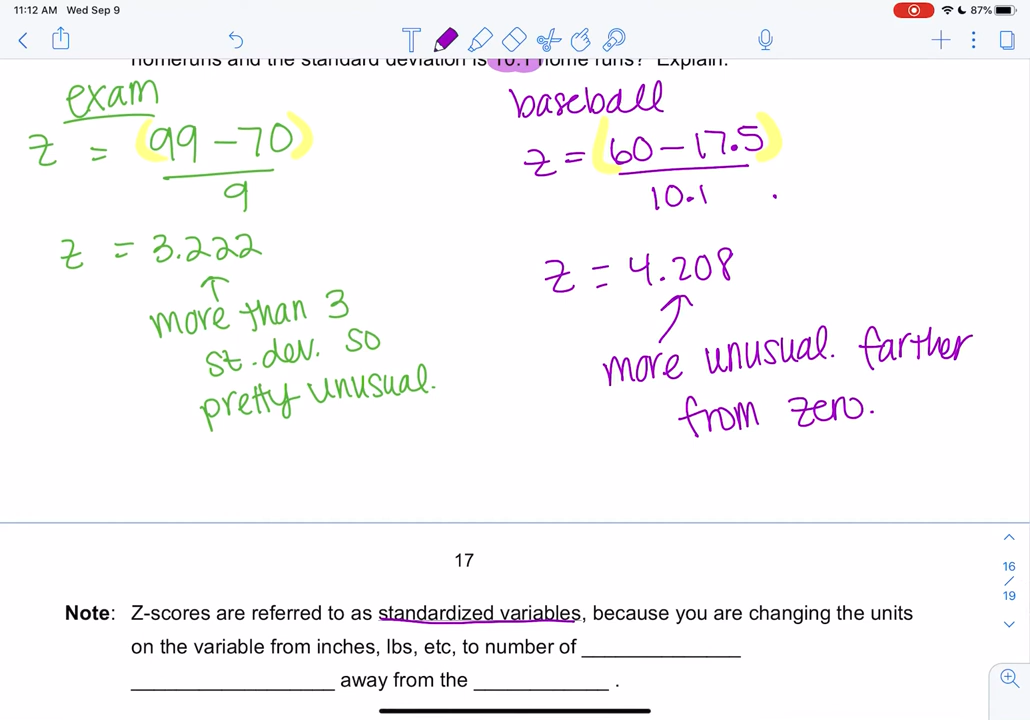 11:12 AM Wed Sep 9
87%
T
homeruns and the standard deviation is 10.1 home runs? Explain.
exam
z = (99 - 70)
9
z = 3.222
more than 3
st. dev. so
pretty unusual.
baseball
z = (60 - 17.5)
10.1
z = 4.208
more unusual. farther
from zero.
17
16
/
19
Note: Z-scores are referred to as standardized variables, because you are changing the units
on the variable from inches, lbs, etc, to number of ______________
__________________ away from the ____________ .